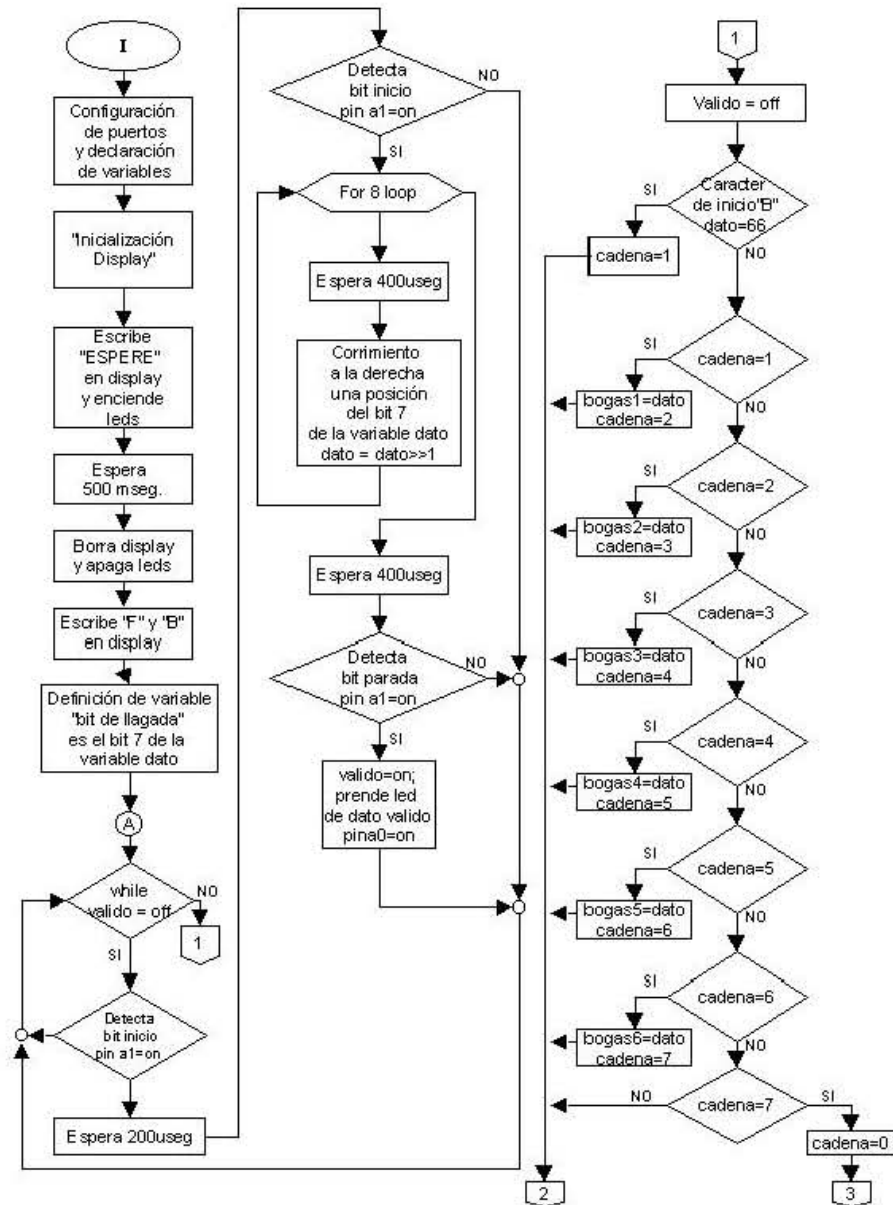 I
Configuración
de puertos
y declaración
de variables
"Inicialización
Display"
Escribe
"ESPERE"
en display
y enciende
leds
Espera
500 mseg.
Borra display
y apaga leds
Escribe "F" y "B"
en display
Definición de variable
"bit de llagada"
es el bit 7 de la
variable dato
A
while
valido = off
NO
1
SI
Detecta
bit inicio
pin a1=on
Espera 200useg
Detecta
bit inicio
pin a1=on
NO
SI
For 8 loop
Espera 400useg
Corrimiento
a la derecha
una posición
del bit 7
de la variable dato
dato = dato>>1
Espera 400useg
Detecta
bit parada
pin a1=on
NO
SI
valido=on;
prende led
de dato valido
pina0=on
1
Valido = off
SI
Caracter
de inicio"B"
dato=66
cadena=1
NO
SI
cadena=1
bogas1=dato
cadena=2
NO
SI
cadena=2
bogas2=dato
cadena=3
NO
SI
cadena=3
bogas3=dato
cadena=4
NO
SI
cadena=4
bogas4=dato
cadena=5
NO
SI
cadena=5
bogas5=dato
cadena=6
NO
SI
cadena=6
bogas6=dato
cadena=7
NO
NO
cadena=7
SI
cadena=0
2
3